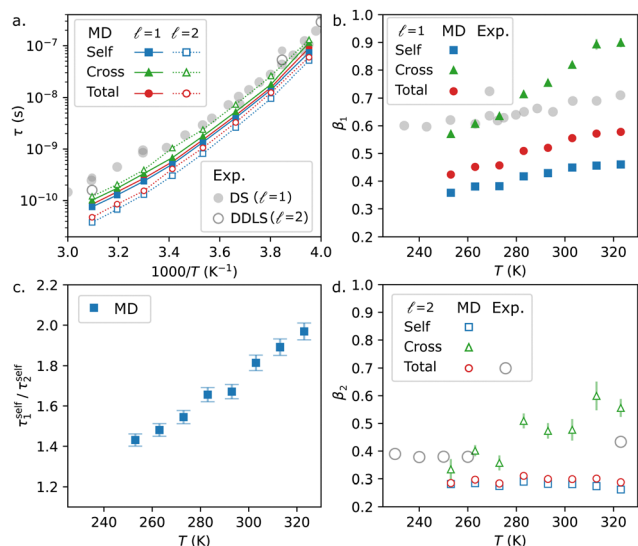 a.
MD ℓ=1 ℓ=2
Self
Cross
Total
Exp.
DS (ℓ=1)
DDLS (ℓ=2)
10⁻⁷
10⁻⁸
10⁻⁹
10⁻¹⁰
τ (s)
3.0 3.2 3.4 3.6 3.8 4.0
1000/T (K⁻¹)
b.
ℓ=1 MD Exp.
Self
Cross
Total
1.0
0.9
0.8
0.7
0.6
0.5
0.4
0.3
0.2
β₁
240 260 280 300 320
T (K)
c.
MD
2.2
2.0
1.8
1.6
1.4
1.2
τ₁ˢᵉˡᶠ / τ₂ˢᵉˡᶠ
240 260 280 300 320
T (K)
d.
ℓ=2 MD Exp.
Self
Cross
Total
1.0
0.9
0.8
0.7
0.6
0.5
0.4
0.3
0.2
β₂
240 260 280 300 320
T (K)